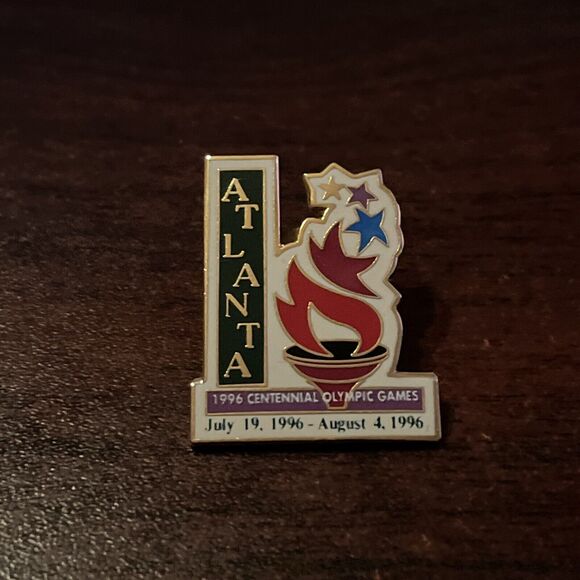 ATLANTA
1996 CENTENNIAL OLYMPIC GAMES
July 19, 1996 - August 4, 1996